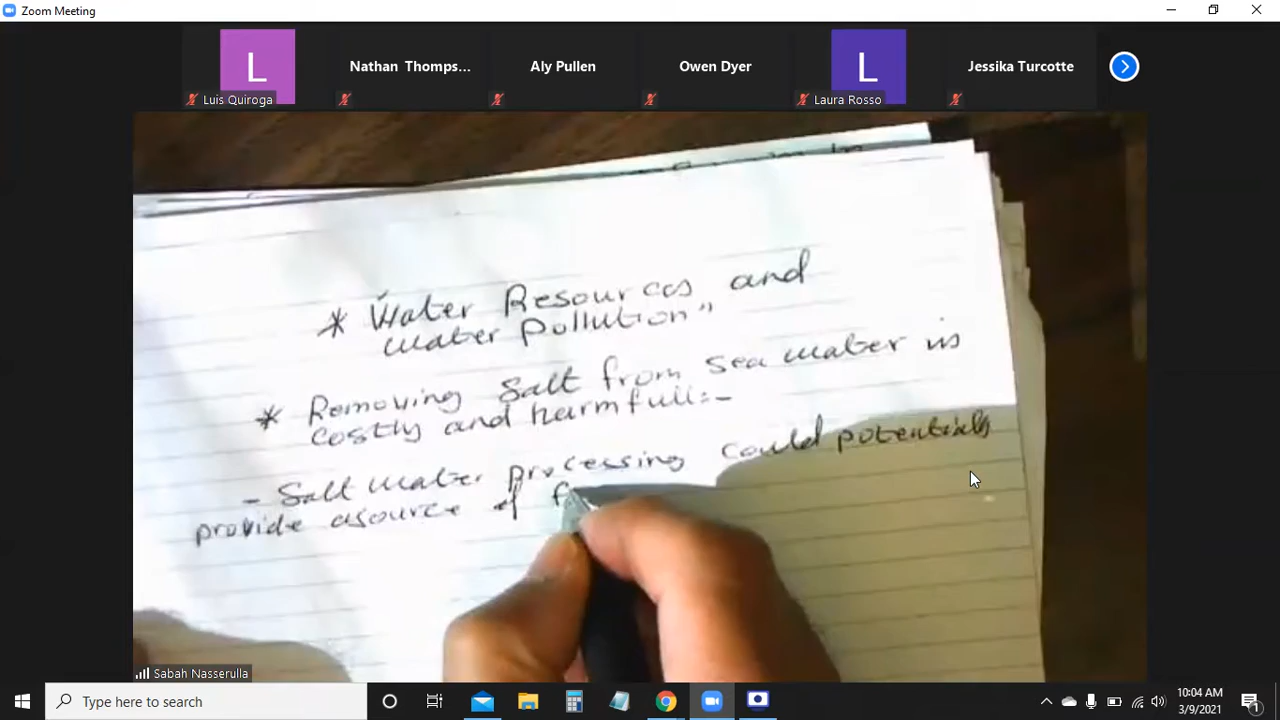 Zoom Meeting
L
Luis Quiroga
Nathan Thomps...
Aly Pullen
Owen Dyer
L
Laura Rosso
Jessika Turcotte
* "Water Resources and
water Pollution"
* Removing Salt from sea water is
costly and harmfull:-
- Salt water processing could potentially
provide a source of f
Sabah Nasserulla
Type here to search
10:04 AM
3/9/2021
1